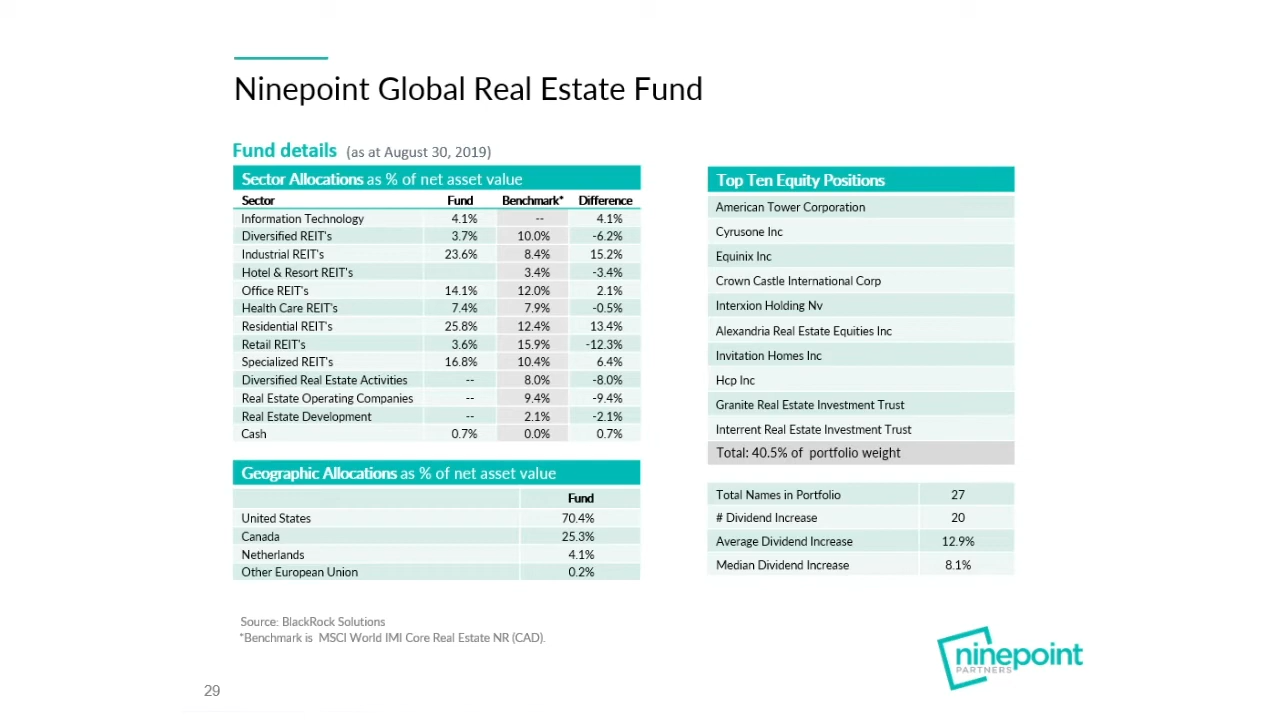 Ninepoint Global Real Estate Fund
Fund details (as at August 30, 2019)
Sector Allocations as % of net asset value
Sector Fund Benchmark* Difference
Information Technology 4.1% -- 4.1%
Diversified REIT's 3.7% 10.0% -6.2%
Industrial REIT's 23.6% 8.4% 15.2%
Hotel & Resort REIT's 3.4% -3.4%
Office REIT's 14.1% 12.0% 2.1%
Health Care REIT's 7.4% 7.9% -0.5%
Residential REIT's 25.8% 12.4% 13.4%
Retail REIT's 3.6% 15.9% -12.3%
Specialized REIT's 16.8% 10.4% 6.4%
Diversified Real Estate Activities -- 8.0% -8.0%
Real Estate Operating Companies -- 9.4% -9.4%
Real Estate Development -- 2.1% -2.1%
Cash 0.7% 0.0% 0.7%
Geographic Allocations as % of net asset value
Fund
United States 70.4%
Canada 25.3%
Netherlands 4.1%
Other European Union 0.2%
Top Ten Equity Positions
American Tower Corporation
Cyrusone Inc
Equinix Inc
Crown Castle International Corp
Interxion Holding Nv
Alexandria Real Estate Equities Inc
Invitation Homes Inc
Hcp Inc
Granite Real Estate Investment Trust
Interrent Real Estate Investment Trust
Total: 40.5% of portfolio weight
Total Names in Portfolio 27
# Dividend Increase 20
Average Dividend Increase 12.9%
Median Dividend Increase 8.1%
Source: BlackRock Solutions
*Benchmark is MSCI World IMI Core Real Estate NR (CAD).
ninepoint
PARTNERS
29